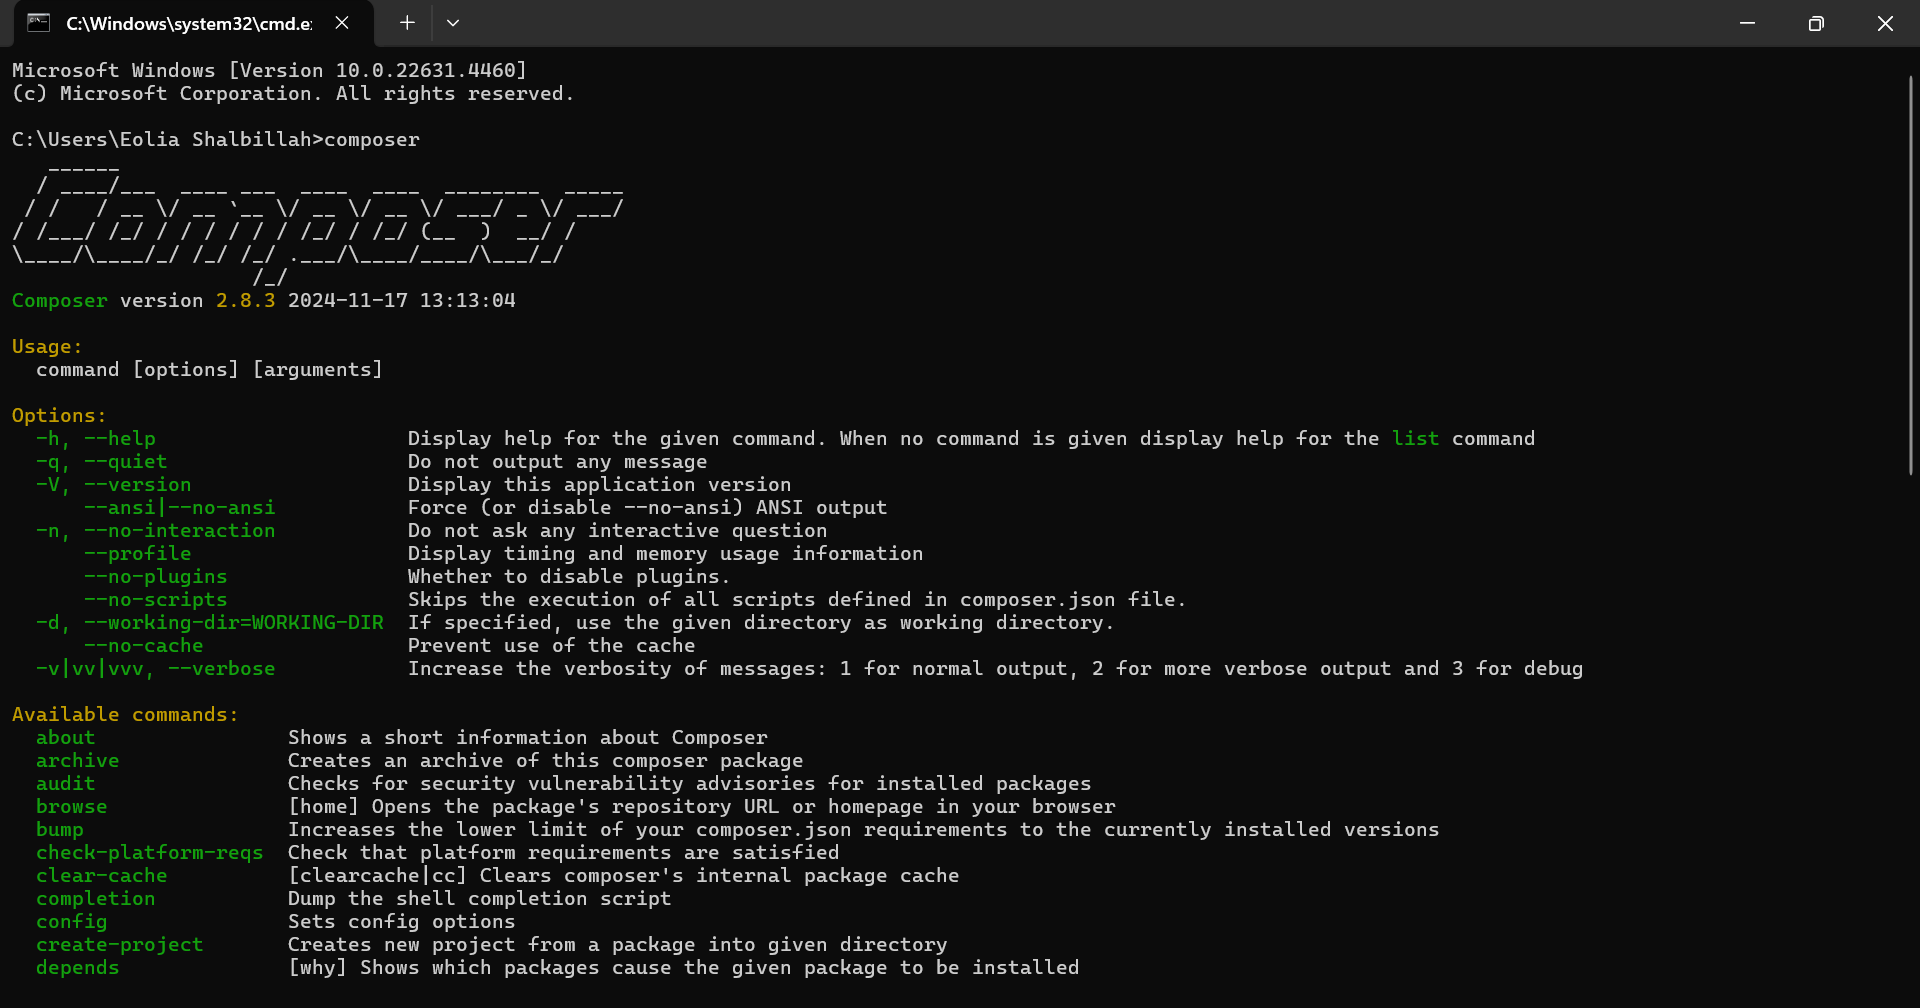 C:\Windows\system32\cmd.e
Microsoft Windows [Version 10.0.22631.4460]
(c) Microsoft Corporation. All rights reserved.
C:\Users\Eolia Shalbillah>composer
   ______
  / ____/___  ____ ___  ____  ____  ________  _____
 / /   / __ \/ __ `__ \/ __ \/ __ \/ ___/ _ \/ ___/
/ /___/ /_/ / / / / / / /_/ / /_/ (__  )  __/ /
\____/\____/_/ /_/ /_/ .___/\____/____/\___/_/
                    /_/
Composer version 2.8.3 2024-11-17 13:13:04
Usage:
  command [options] [arguments]
Options:
  -h, --help                     Display help for the given command. When no command is given display help for the list command
  -q, --quiet                    Do not output any message
  -V, --version                  Display this application version
      --ansi|--no-ansi           Force (or disable --no-ansi) ANSI output
  -n, --no-interaction           Do not ask any interactive question
      --profile                  Display timing and memory usage information
      --no-plugins               Whether to disable plugins.
      --no-scripts               Skips the execution of all scripts defined in composer.json file.
  -d, --working-dir=WORKING-DIR  If specified, use the given directory as working directory.
      --no-cache                 Prevent use of the cache
  -v|vv|vvv, --verbose           Increase the verbosity of messages: 1 for normal output, 2 for more verbose output and 3 for debug
Available commands:
  about                Shows a short information about Composer
  archive              Creates an archive of this composer package
  audit                Checks for security vulnerability advisories for installed packages
  browse               [home] Opens the package's repository URL or homepage in your browser
  bump                 Increases the lower limit of your composer.json requirements to the currently installed versions
  check-platform-reqs  Check that platform requirements are satisfied
  clear-cache          [clearcache|cc] Clears composer's internal package cache
  completion           Dump the shell completion script
  config               Sets config options
  create-project       Creates new project from a package into given directory
  depends              [why] Shows which packages cause the given package to be installed